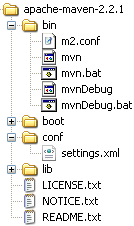 apache-maven-2.2.1
bin
m2.conf
mvn
mvn.bat
mvnDebug
mvnDebug.bat
boot
conf
settings.xml
lib
LICENSE.txt
NOTICE.txt
README.txt